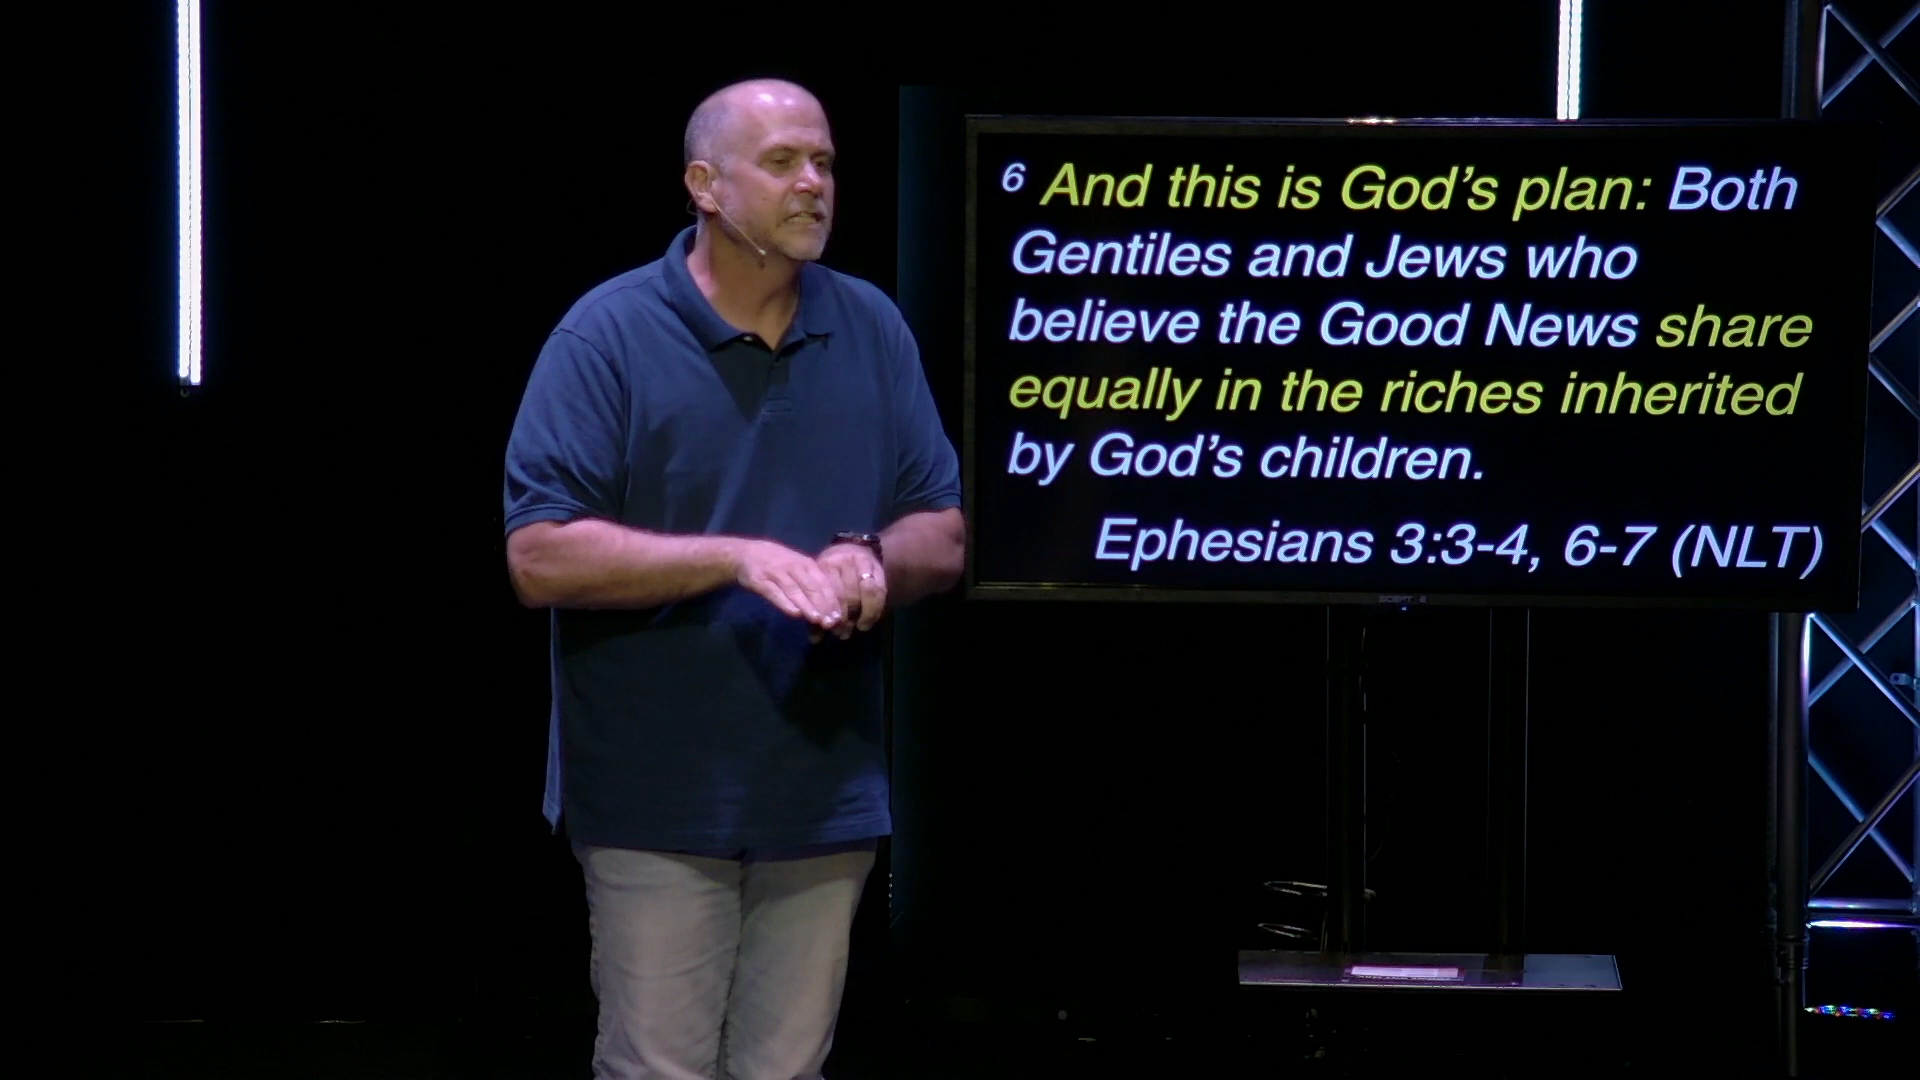 6 And this is God's plan: Both
Gentiles and Jews who
believe the Good News share
equally in the riches inherited
by God's children.
Ephesians 3:3-4, 6-7 (NLT)
SCEPTRE